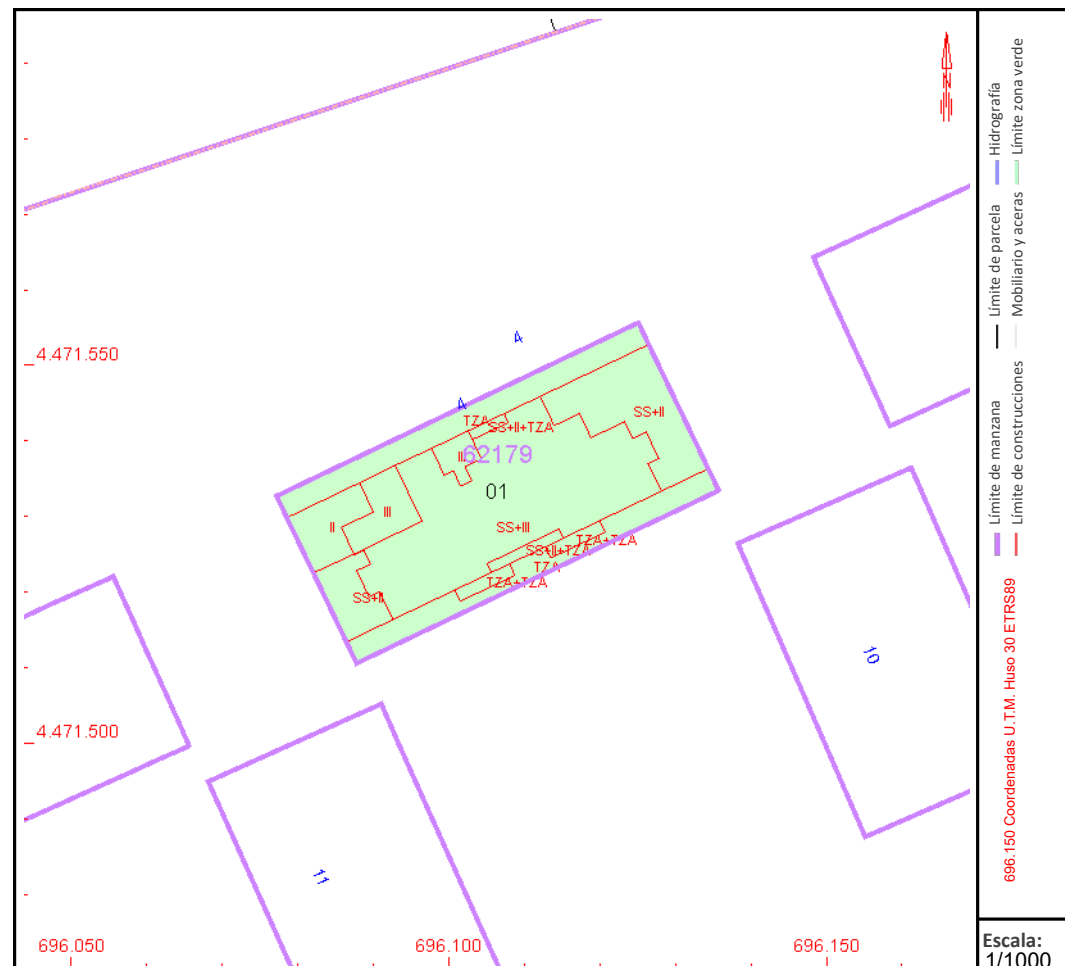 N
4
4.471.550
4
TZA
SS+II+TZA
SS+II
62179
01
II
III
SS+III
TZA+TZA
SS+II+TZA
TZA
TZA+TZA
SS+II
10
4.471.500
11
696.050
696.100
696.150
Límite de manzana
Límite de parcela
Hidrografía
Límite de construcciones
Mobiliario y aceras
Límite zona verde
696.150 Coordenadas U.T.M. Huso 30 ETRS89
Escala:
1/1000